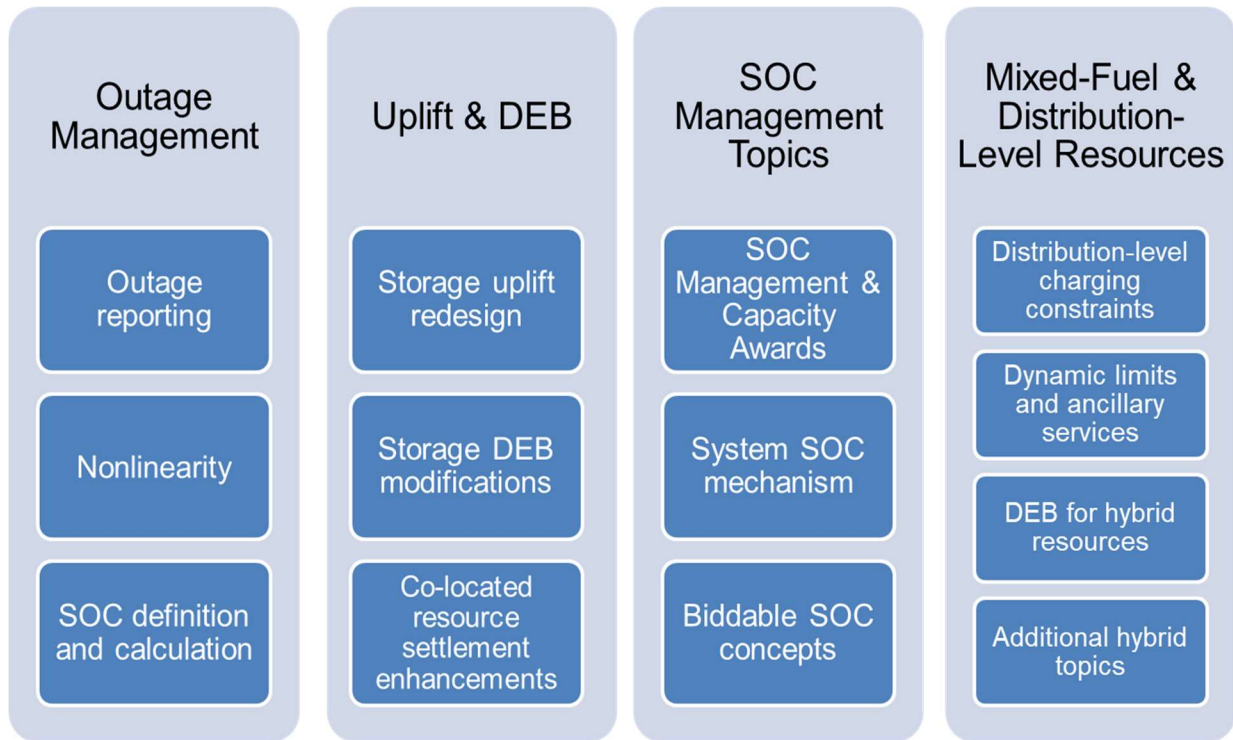 Outage
Management
Outage
reporting
Nonlinearity
SOC definition
and calculation
Uplift & DEB
Storage uplift
redesign
Storage DEB
modifications
Co-located
resource
settlement
enhancements
SOC
Management
Topics
SOC
Management &
Capacity
Awards
System SOC
mechanism
Biddable SOC
concepts
Mixed-Fuel &
Distribution-
Level Resources
Distribution-level
charging
constraints
Dynamic limits
and ancillary
services
DEB for hybrid
resources
Additional hybrid
topics